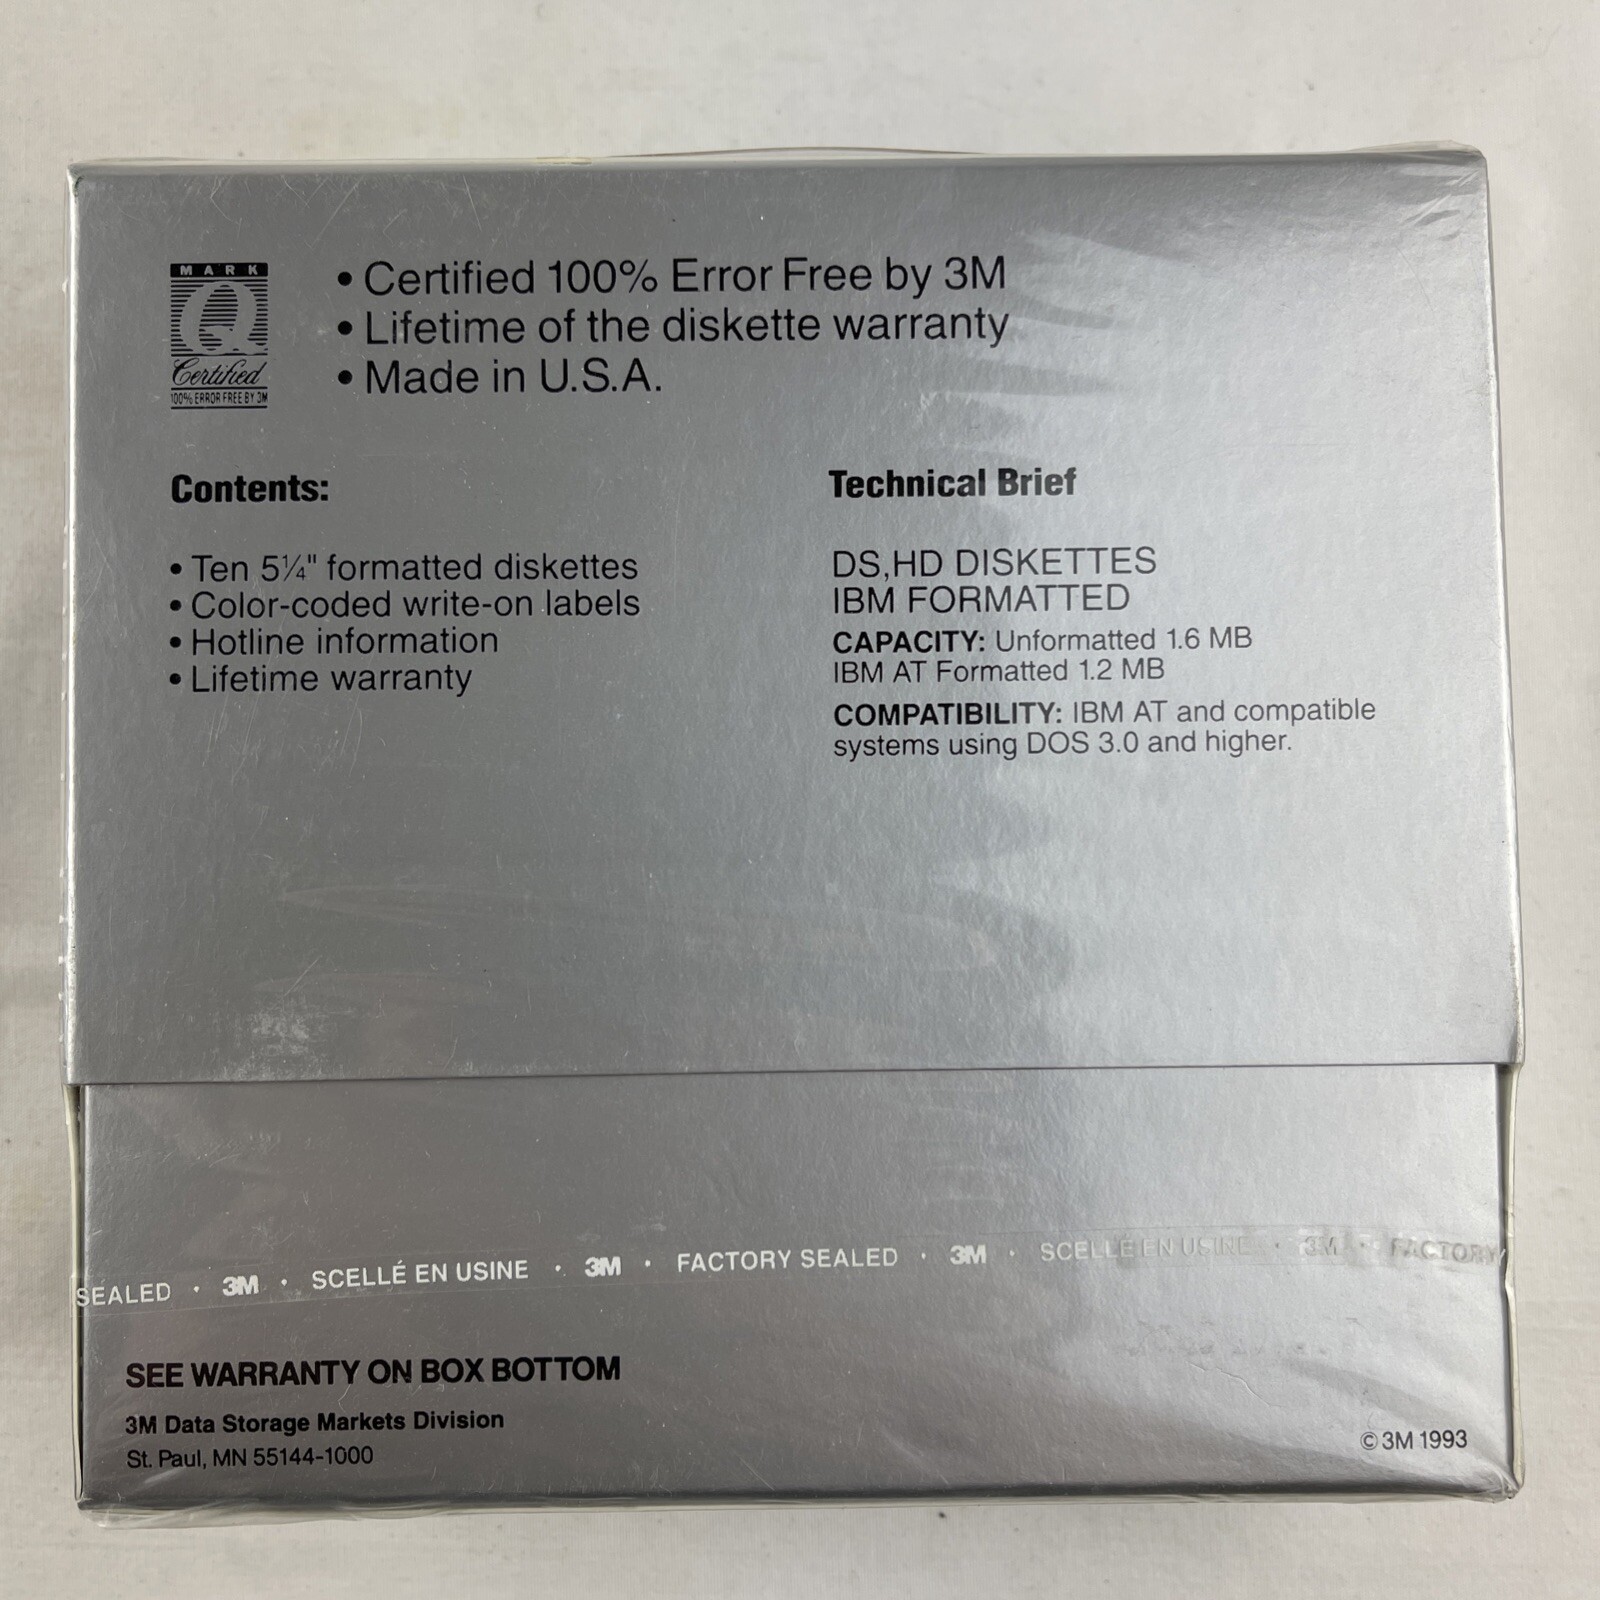 MARK
Q
Certified
100% ERROR FREE BY 3M
• Certified 100% Error Free by 3M
• Lifetime of the diskette warranty
• Made in U.S.A.
Contents:
• Ten 5¼" formatted diskettes
• Color-coded write-on labels
• Hotline information
• Lifetime warranty
Technical Brief
DS,HD DISKETTES
IBM FORMATTED
CAPACITY: Unformatted 1.6 MB
IBM AT Formatted 1.2 MB
COMPATIBILITY: IBM AT and compatible
systems using DOS 3.0 and higher.
SEALED · 3M · SCELLÉ EN USINE · 3M · FACTORY SEALED · 3M · SCELLÉ EN USINE · 3M · FACTORY
SEE WARRANTY ON BOX BOTTOM
3M Data Storage Markets Division
St. Paul, MN 55144-1000
© 3M 1993